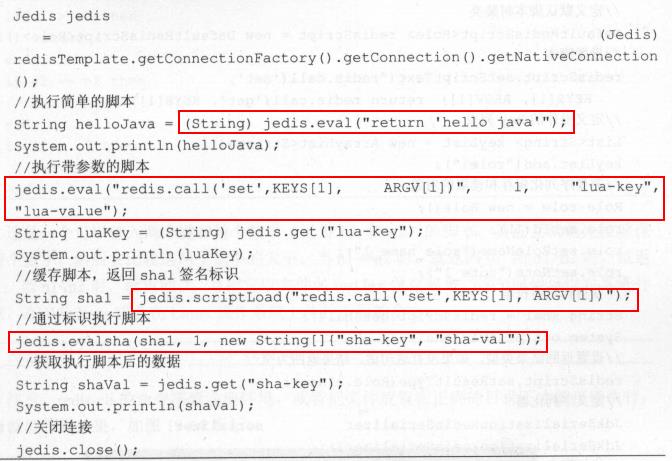 Jedis jedis
= (Jedis)
redisTemplate.getConnectionFactory().getConnection().getNativeConnection
();
//执行简单的脚本
String helloJava = (String) jedis.eval("return 'hello java'");
System.out.println(helloJava);
//执行带参数的脚本
jedis.eval("redis.call('set',KEYS[1], ARGV[1])", 1, "lua-key",
"lua-value");
String luaKey = (String) jedis.get("lua-key");
System.out.println(luaKey);
//缓存脚本，返回 sha1 签名标识
String sha1 = jedis.scriptLoad("redis.call('set',KEYS[1], ARGV[1])");
//通过标识执行脚本
jedis.evalsha(sha1, 1, new String[]{"sha-key", "sha-val"});
//获取执行脚本后的数据
String shaVal = jedis.get("sha-key");
System.out.println(shaVal);
//关闭连接
jedis.close();